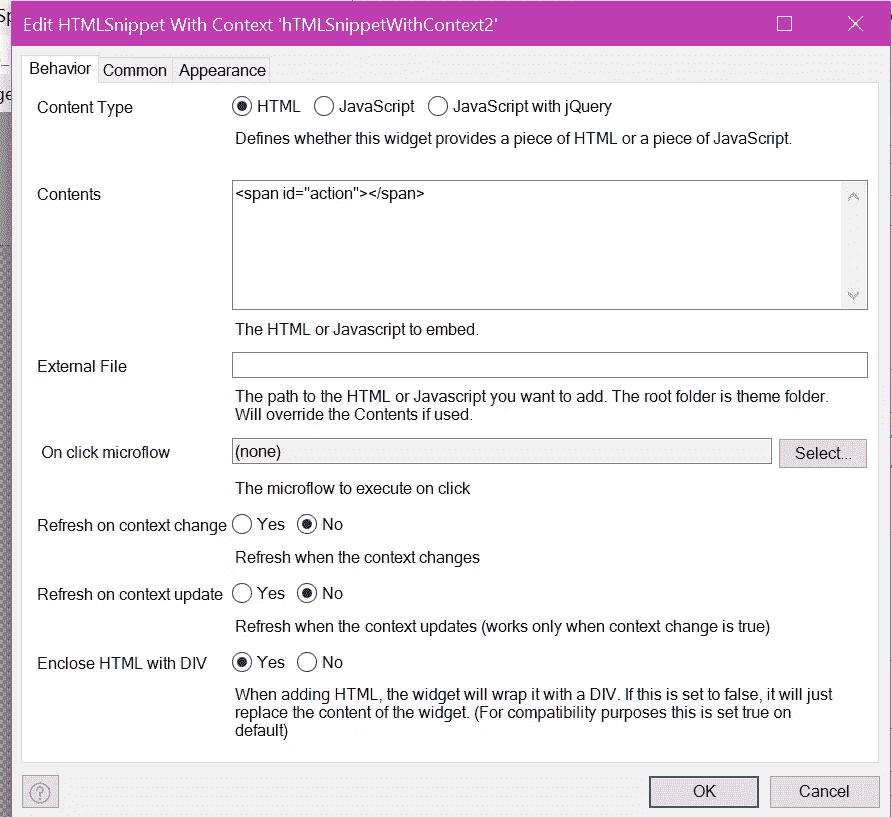 Edit HTMLSnippet With Context 'hTMLSnippetWithContext2'
Behavior Common Appearance
Content Type HTML JavaScript JavaScript with jQuery
Defines whether this widget provides a piece of HTML or a piece of JavaScript.
Contents <span id="action"></span>
The HTML or Javascript to embed.
External File
The path to the HTML or Javascript you want to add. The root folder is theme folder.
Will override the Contents if used.
On click microflow (none) Select...
The microflow to execute on click
Refresh on context change Yes No
Refresh when the context changes
Refresh on context update Yes No
Refresh when the context updates (works only when context change is true)
Enclose HTML with DIV Yes No
When adding HTML, the widget will wrap it with a DIV. If this is set to false, it will just
replace the content of the widget. (For compatibility purposes this is set true on
default)
? OK Cancel